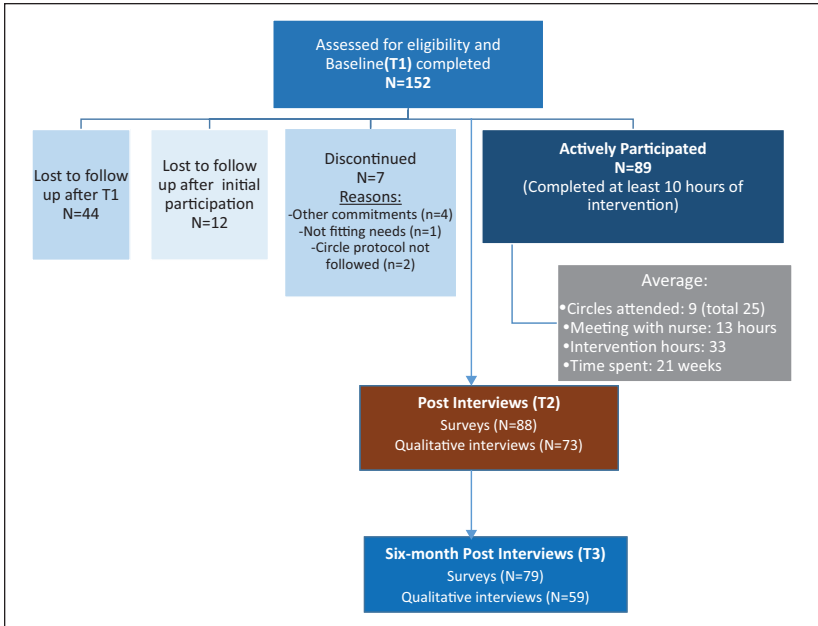 Assessed for eligibility and
Baseline(T1) completed
N=152
Lost to follow
up after T1
N=44
Lost to follow
up after  initial
participation
N=12
Discontinued
N=7
Reasons:
-Other commitments (n=4)
-Not fitting needs (n=1)
-Circle protocol not
followed (n=2)
Actively Participated
N=89
(Completed at least 10 hours of
intervention)
Average:
•Circles attended: 9 (total 25)
•Meeting with nurse: 13 hours
•Intervention hours: 33
•Time spent: 21 weeks
Post Interviews (T2)
Surveys (N=88)
Qualitative interviews (N=73)
Six-month Post Interviews (T3)
Surveys (N=79)
Qualitative interviews (N=59)